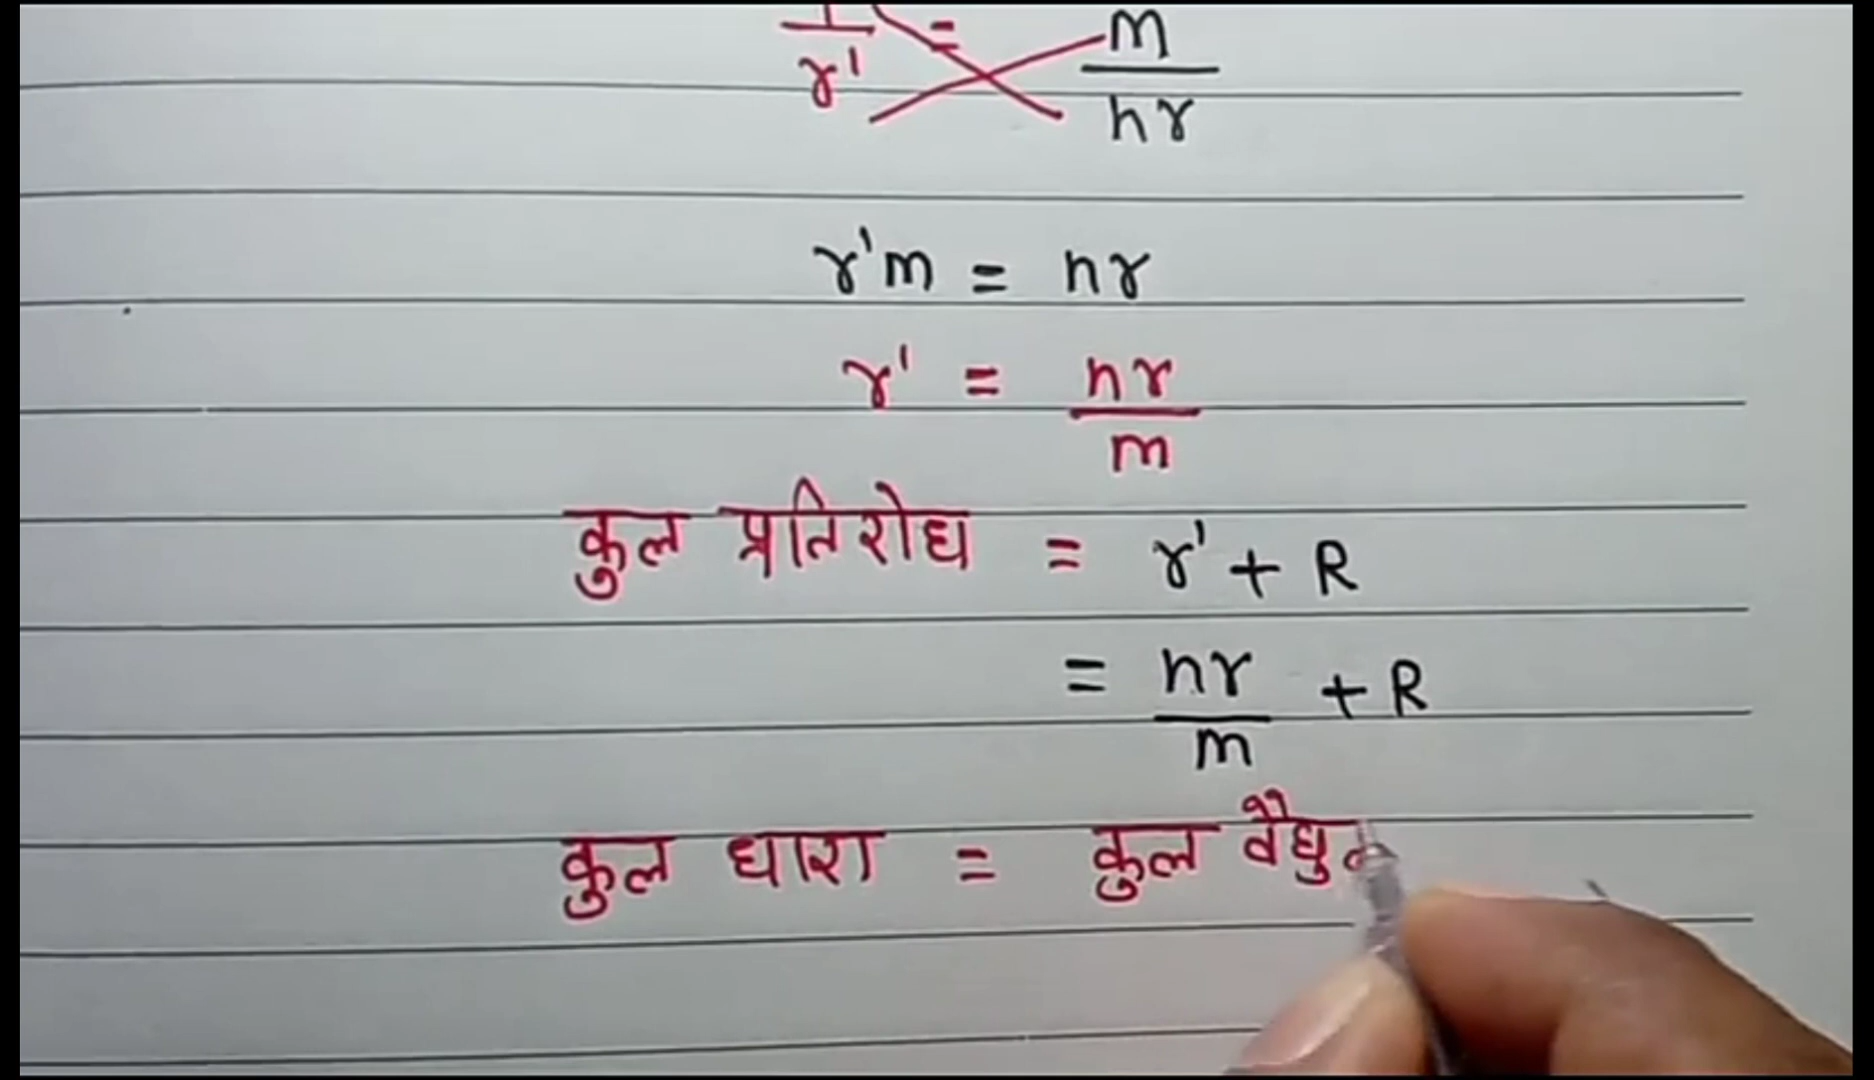 1/r' = m/nr
r'm = nr
r' = nr/m
कुल प्रतिरोध = r' + R
= nr/m + R
कुल धारा = कुल वैघु